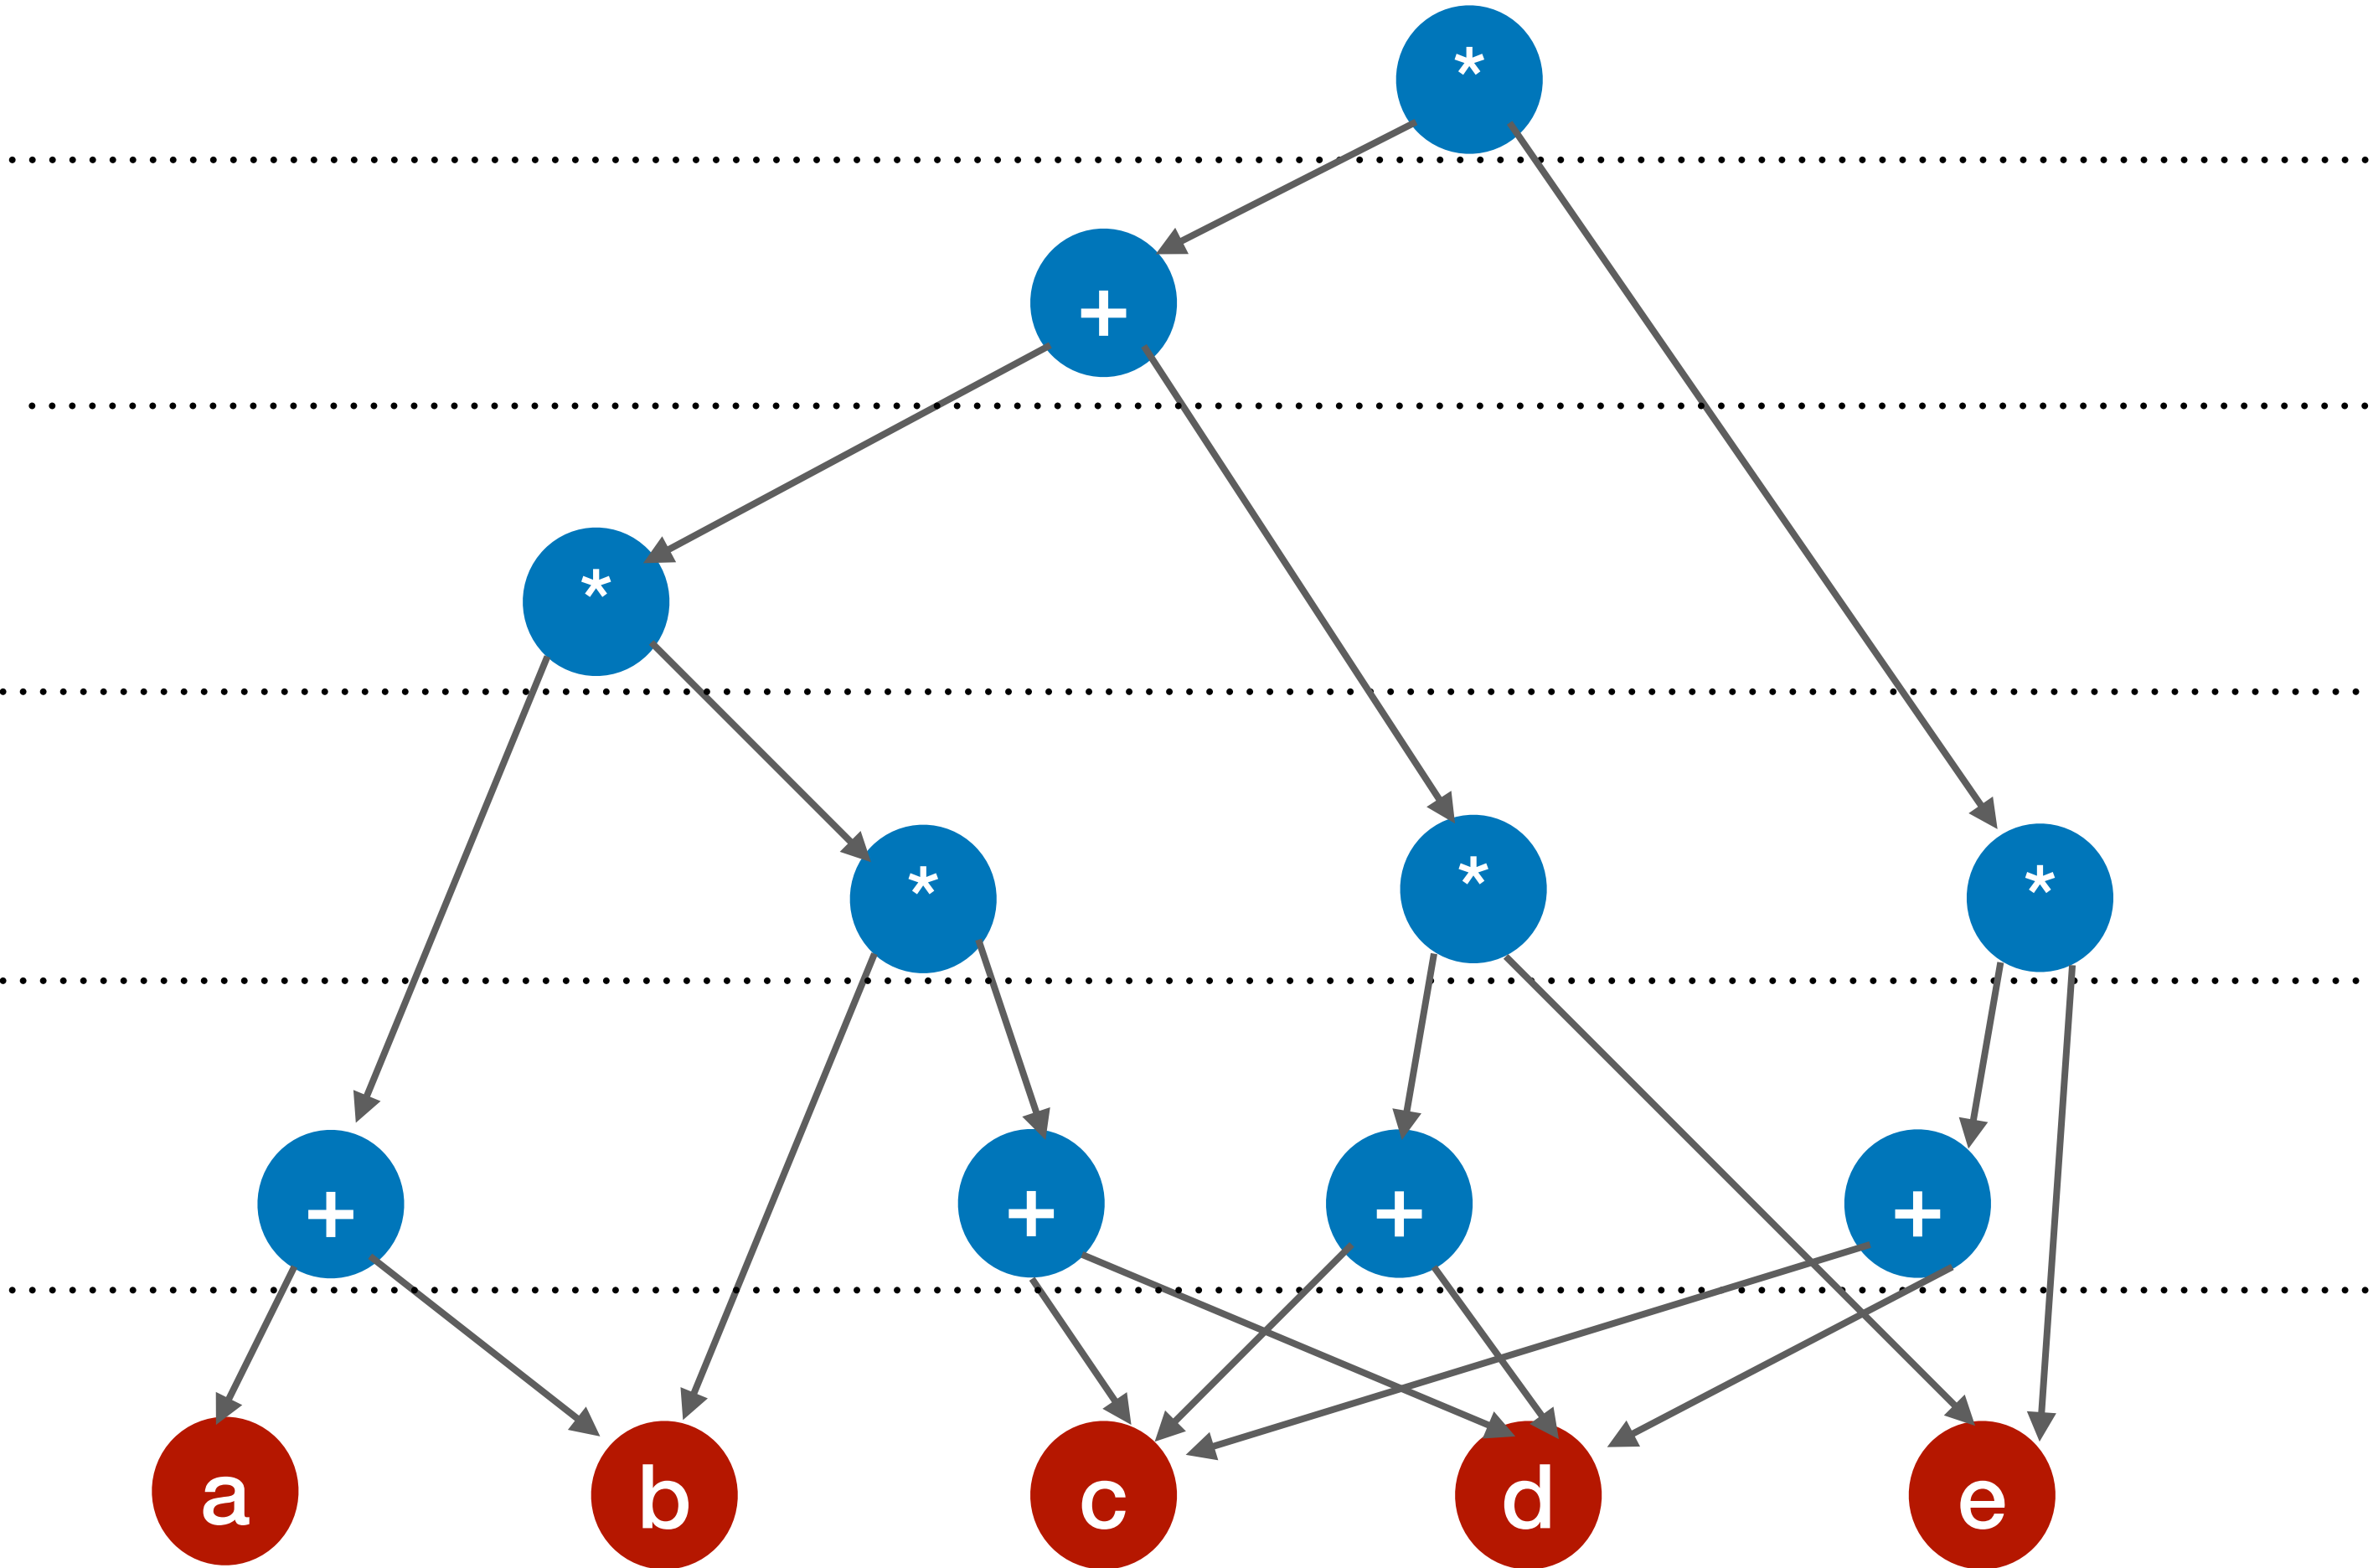 *
+
*
* * *
+ + + +
a b c d e